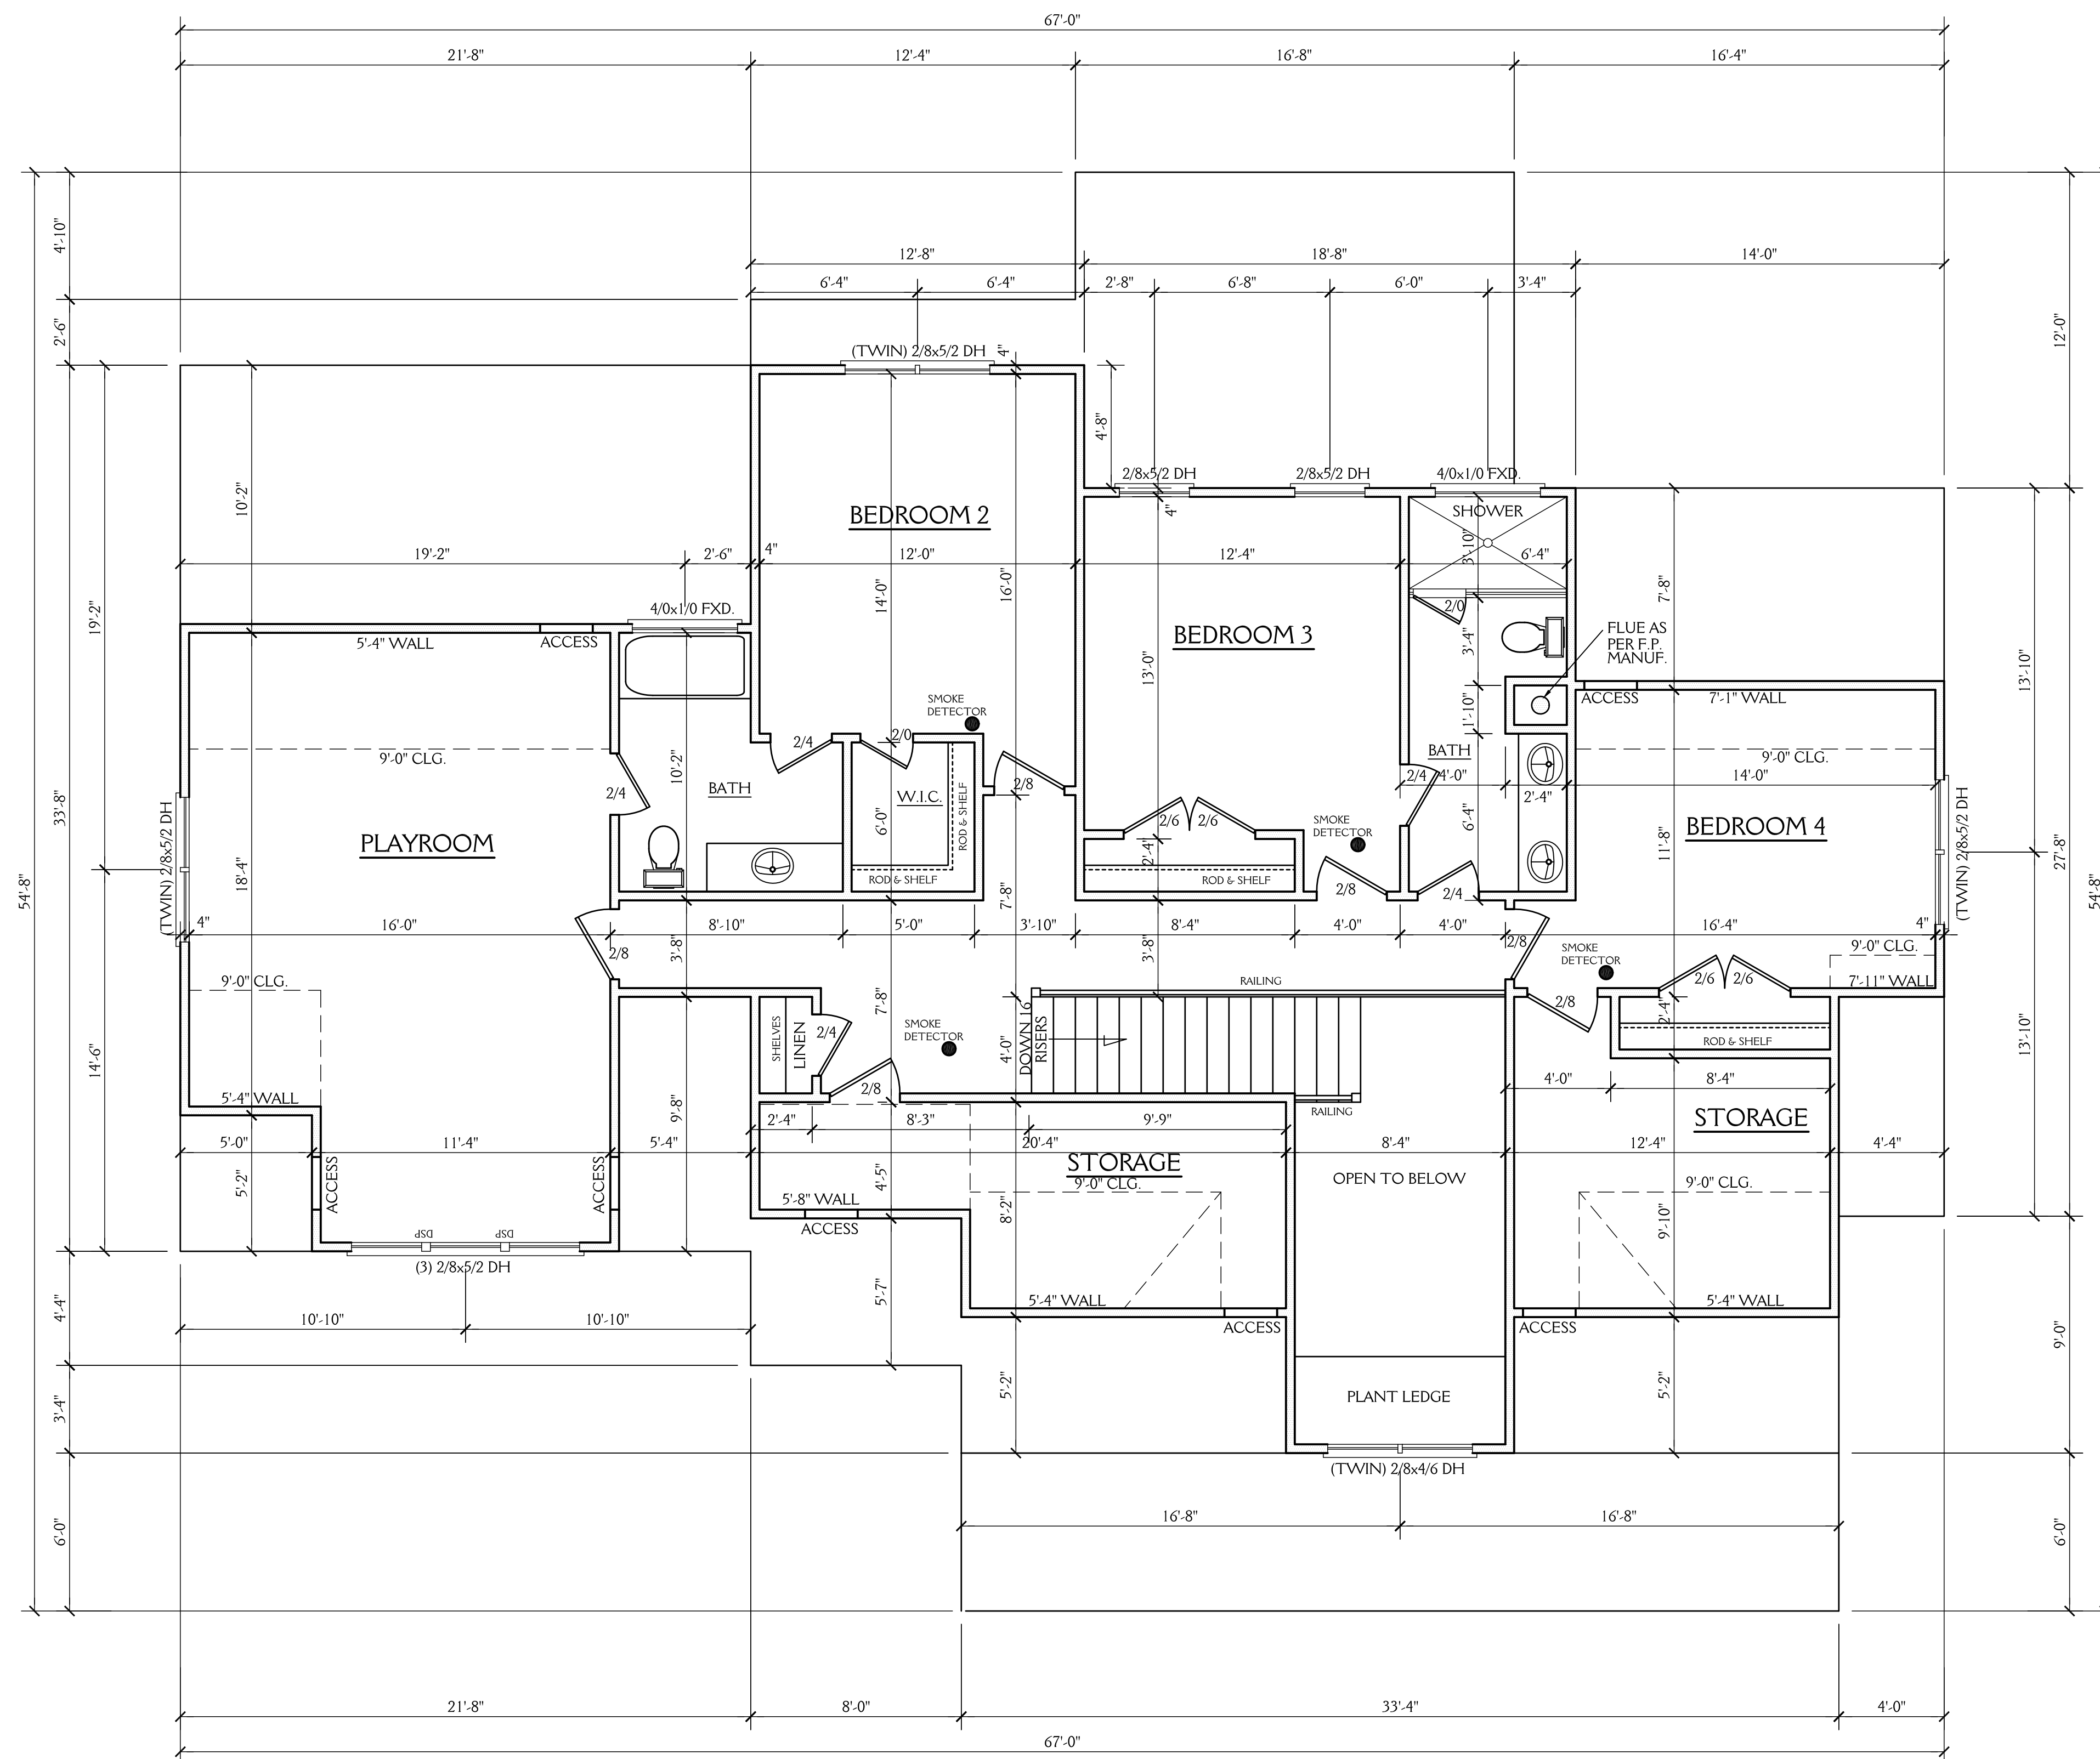 67'-0"
21'-8"
12'-4"
16'-8"
16'-4"
4'-10"
2'-6"
12'-8"
18'-8"
14'-0"
6'-4"
6'-4"
2'-8"
6'-8"
6'-0"
3'-4"
12'-0"
(TWIN) 2/8x5/2 DH
4"
4'-8"
2/8x5/2 DH
2/8x5/2 DH
4/0x1/0 FXD.
4"
SHOWER
BEDROOM 2
10'-2"
19'-2"
2'-6"
4"
12'-0"
12'-4"
3'-10"
6'-4"
14'-0"
16'-0"
7'-8"
19'-2"
4/0x1/0 FXD.
2/0
5'-4" WALL
ACCESS
BEDROOM 3
3'-4"
FLUE AS
PER F.P.
MANUF.
13'-0"
13'-10"
SMOKE
DETECTOR
1'-10"
ACCESS
7'-1" WALL
2/4
2/0
9'-0" CLG.
BATH
9'-0" CLG.
10'-2"
BATH
W.I.C.
ROD & SHELF
2/8
2/4
4'-0"
2'-4"
14'-0"
2/4
33'-8"
(TWIN) 2/8x5/2 DH
PLAYROOM
6'-0"
2/6
2/6
SMOKE
DETECTOR
6'-4"
BEDROOM 4
11'-8"
(TWIN) 2/8x5/2 DH
27'-8"
54'-8"
18'-4"
2'-4"
ROD & SHELF
ROD & SHELF
2/8
2/4
54'-8"
7'-8"
4"
16'-0"
8'-10"
5'-0"
3'-10"
8'-4"
4'-0"
4'-0"
16'-4"
4"
2/8
3'-8"
3'-8"
2/8
SMOKE
DETECTOR
9'-0" CLG.
9'-0" CLG.
RAILING
2/6
2/6
7'-11" WALL
7'-8"
2/8
2'-4"
SHELVES
LINEN
2/4
SMOKE
DETECTOR
4'-0"
DOWN 16
RISERS
ROD & SHELF
14'-6"
13'-10"
2/8
5'-4" WALL
9'-8"
4'-0"
8'-4"
RAILING
2'-4"
8'-3"
9'-9"
STORAGE
5'-0"
11'-4"
5'-4"
20'-4"
8'-4"
12'-4"
4'-4"
STORAGE
5'-2"
ACCESS
ACCESS
4'-5"
9'-0" CLG.
OPEN TO BELOW
9'-0" CLG.
5'-8" WALL
ACCESS
8'-2"
9'-10"
DSP
DSP
(3) 2/8x5/2 DH
5'-7"
5'-4" WALL
5'-4" WALL
4'-4"
10'-10"
10'-10"
ACCESS
ACCESS
9'-0"
3'-4"
5'-2"
PLANT LEDGE
5'-2"
(TWIN) 2/8x4/6 DH
6'-0"
16'-8"
16'-8"
6'-0"
21'-8"
8'-0"
33'-4"
4'-0"
67'-0"